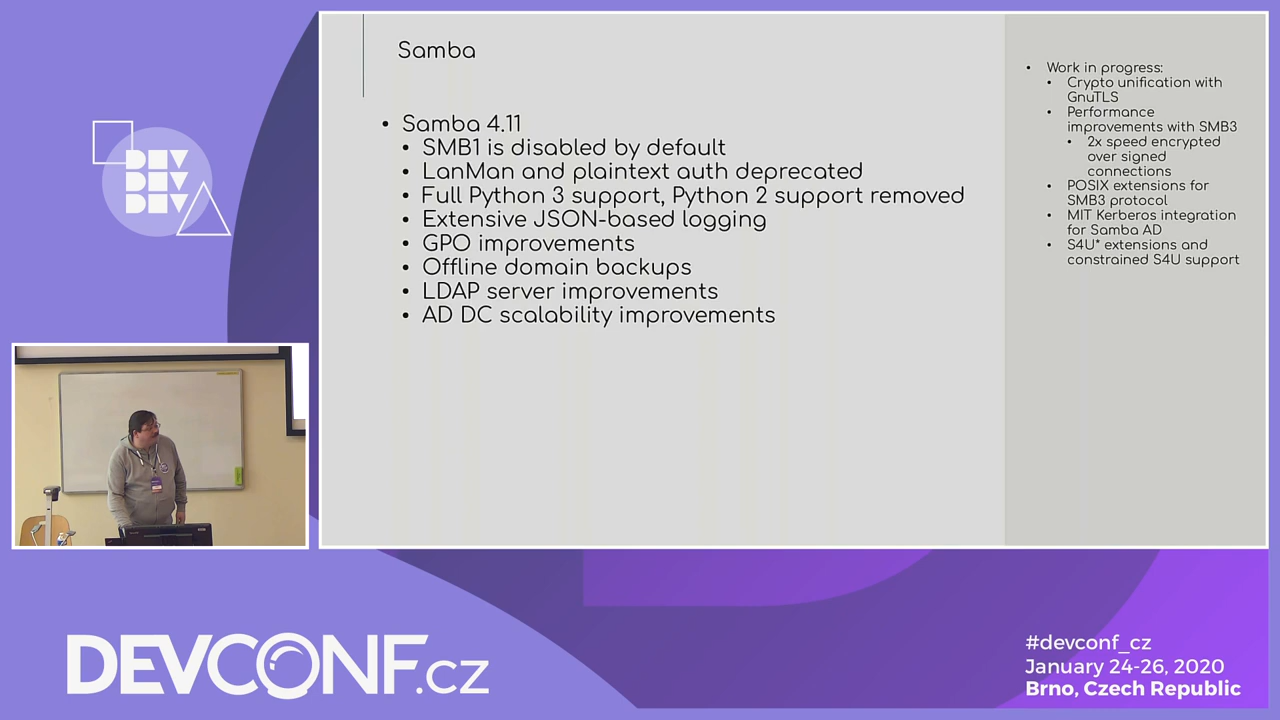 Samba
• Samba 4.11
• SMB1 is disabled by default
• LanMan and plaintext auth deprecated
• Full Python 3 support, Python 2 support removed
• Extensive JSON-based logging
• GPO improvements
• Offline domain backups
• LDAP server improvements
• AD DC scalability improvements
• Work in progress:
• Crypto unification with
GnuTLS
• Performance
improvements with SMB3
• 2x speed encrypted
over signed
connections
• POSIX extensions for
SMB3 protocol
• MIT Kerberos integration
for Samba AD
• S4U* extensions and
constrained S4U support
DEV
DEV
DEV
DEVCONF.cz
#devconf_cz
January 24-26, 2020
Brno, Czech Republic